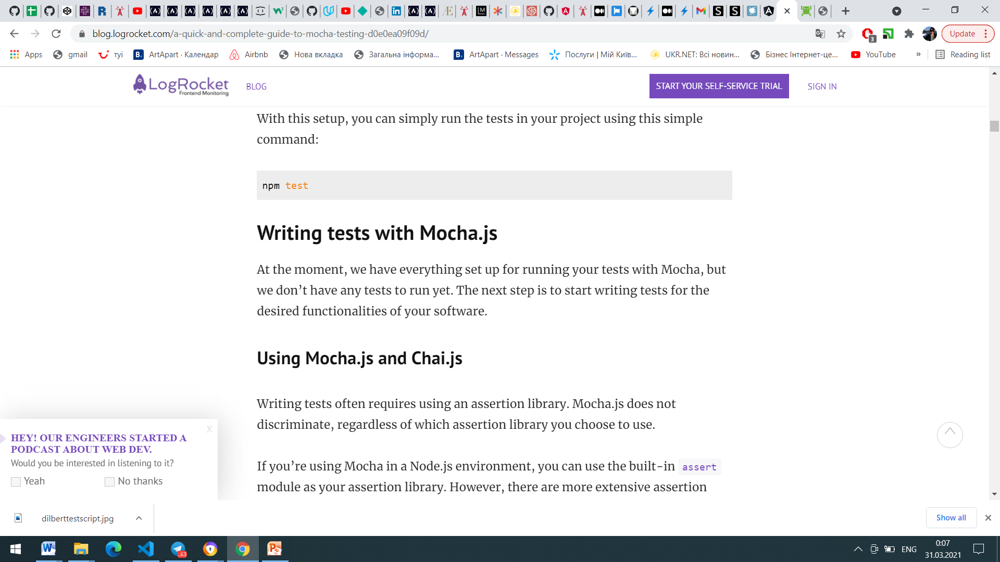 blog.logrocket.com/a-quick-and-complete-guide-to-mocha-testing-d0e0ea09f09d/
3
Update
Apps
gmail
туі
B.
ArtApart · Календар
Airbnb
Нова вкладка
Загальна інформа...
B.
ArtApart · Messages
Послуги | Мій Київ...
UKR.NET: Всі новин...
Бізнес Інтернет-це...
YouTube
»
Reading list
LogRocket
Frontend Monitoring
BLOG
START YOUR SELF-SERVICE TRIAL
SIGN IN
With this setup, you can simply run the tests in your project using this simple
command:
npm test
Writing tests with Mocha.js
At the moment, we have everything set up for running your tests with Mocha, but
we don’t have any tests to run yet. The next step is to start writing tests for the
desired functionalities of your software.
Using Mocha.js and Chai.js
Writing tests often requires using an assertion library. Mocha.js does not
discriminate, regardless of which assertion library you choose to use.
If you’re using Mocha in a Node.js environment, you can use the built-in assert
module as your assertion library. However, there are more extensive assertion
X
HEY! OUR ENGINEERS STARTED A
PODCAST ABOUT WEB DEV.
Would you be interested in listening to it?
Yeah
No thanks
dilberttestscript.jpg
Show all
63
ENG
0:07
31.03.2021